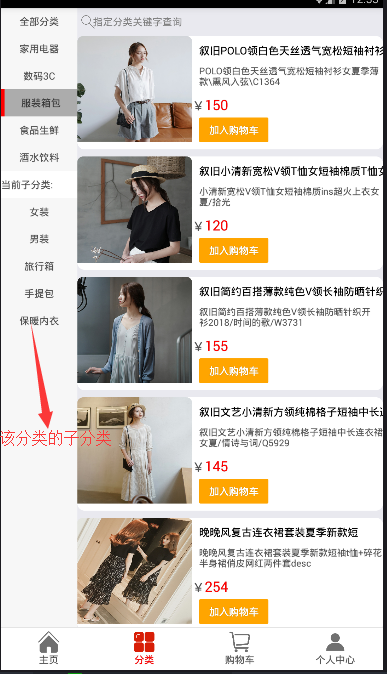 全部分类
家用电器
数码3C
服装箱包
食品生鲜
酒水饮料
当前子分类:
女装
男装
旅行箱
手提包
保暖内衣
该分类的子分类
指定分类关键字查询
叙旧POLO领白色天丝透气宽松短袖衬衫
POLO领白色天丝透气宽松短袖衬衫女夏季薄
款\熏风入弦\C1364
￥150
加入购物车
叙旧小清新宽松V领T恤女短袖棉质T恤女
小清新宽松V领T恤女短袖棉质ins超火上衣女
夏/拾光
￥120
加入购物车
叙旧简约百搭薄款纯色V领长袖防晒针织
叙旧简约百搭薄款纯色V领长袖防晒针织开
衫2018/时间的歌/W3731
￥135
加入购物车
叙旧文艺小清新方领纯棉格子短袖中长连
叙旧文艺小清新方领纯棉格子短袖中长连衣裙
女夏/情诗与词/Q5929
￥145
加入购物车
晚晚风复古连衣裙套装夏季新款短
晚晚风复古连衣裙套装夏季新款短袖t恤+碎花
半身裙俏皮网红两件套desc
￥254
加入购物车
主页
分类
购物车
个人中心